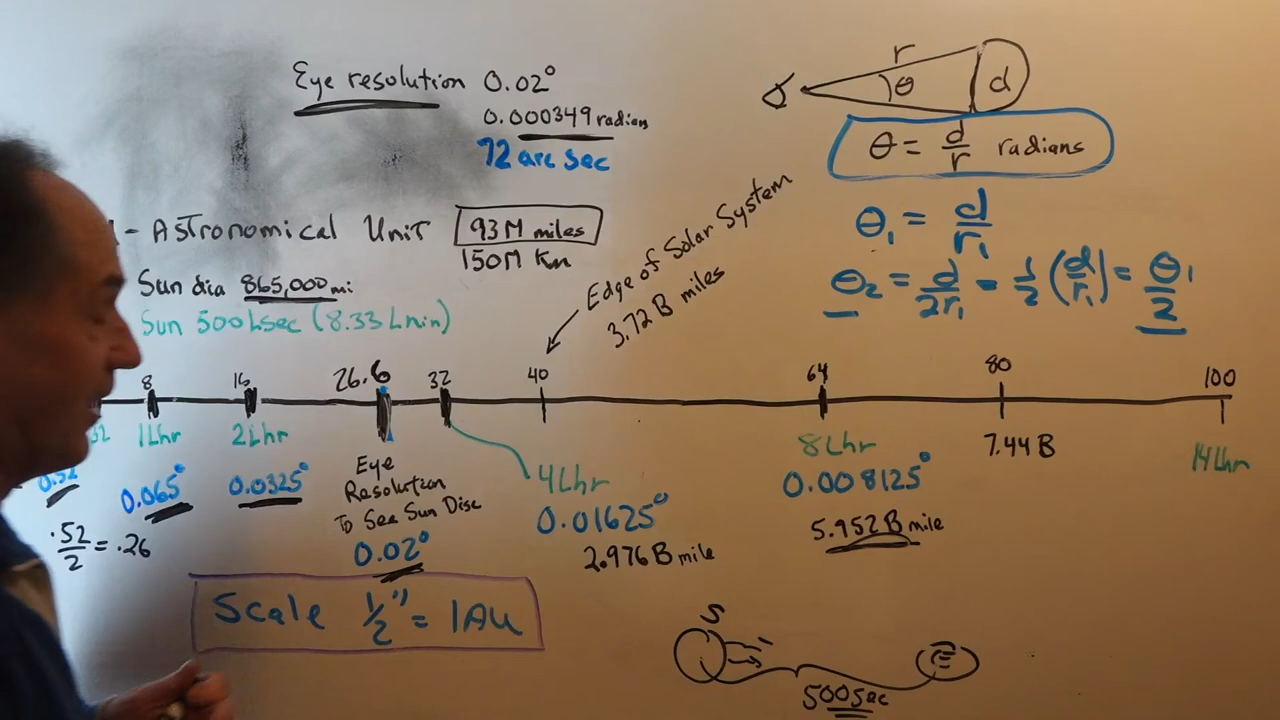 Eye resolution 0.02°
0.000349 radians
72 arc sec
r
θ
d
θ = d/r radians
θ₁ = d/r₁
θ₂ = d/2r₁ = 1/2 (d/r₁) = θ₁/2
- Astronomical Unit 93M miles
150M Km
Sun dia 865,000 mi
Sun 500 Lsec (8.33 Lmin)
Edge of Solar System
3.72 B miles
8 16 26.6 32 40 64 80 100
1Lhr 2Lhr 8Lhr 7.44 B 14Lhr
0.52 0.065° 0.0325° 4Lhr 0.008125°
Eye
Resolution
To See Sun Disc
0.02°
0.01625°
2.976 B mile
5.952 B mile
.52/2 = .26
Scale 1/2" = 1AU
S E
500 Sec